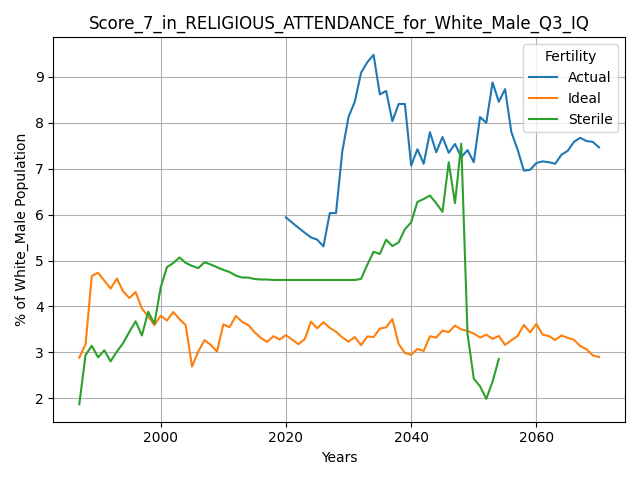 Score_7_in_RELIGIOUS_ATTENDANCE_for_White_Male_Q3_IQ
Fertility
Actual
Ideal
Sterile
% of White_Male Population
9
8
7
6
5
4
3
2
2000
2020
2040
2060
Years